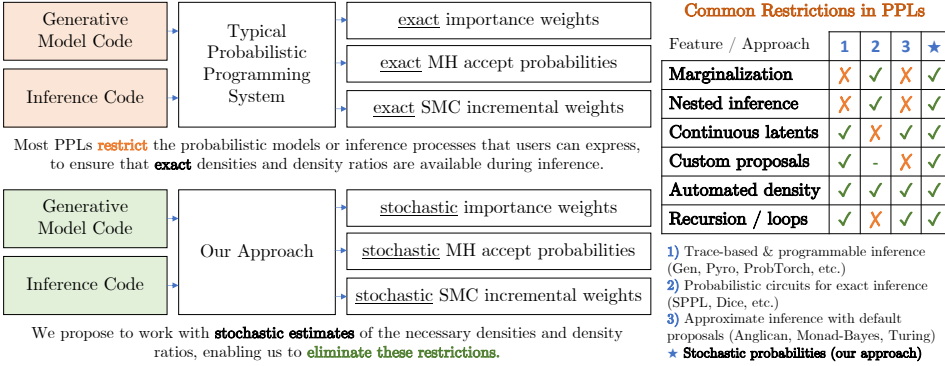 Generative
Model Code
Inference Code
Typical
Probabilistic
Programming
System
exact importance weights
exact MH accept probabilities
exact SMC incremental weights
Most PPLs restrict the probabilistic models or inference processes that users can express,
to ensure that exact densities and density ratios are available during inference.
Generative
Model Code
Inference Code
Our Approach
stochastic importance weights
stochastic MH accept probabilities
stochastic SMC incremental weights
We propose to work with stochastic estimates of the necessary densities and density
ratios, enabling us to eliminate these restrictions.
Common Restrictions in PPLs
Feature / Approach 1 2 3 ★
Marginalization ✗ ✓ ✗ ✓
Nested inference ✗ ✓ ✗ ✓
Continuous latents ✓ ✗ ✓ ✓
Custom proposals ✓ - ✗ ✓
Automated density ✓ ✓ ✓ ✓
Recursion / loops ✓ ✗ ✓ ✓
1) Trace-based & programmable inference
(Gen, Pyro, ProbTorch, etc.)
2) Probabilistic circuits for exact inference
(SPPL, Dice, etc.)
3) Approximate inference with default
proposals (Anglican, Monad-Bayes, Turing)
★ Stochastic probabilities (our approach)